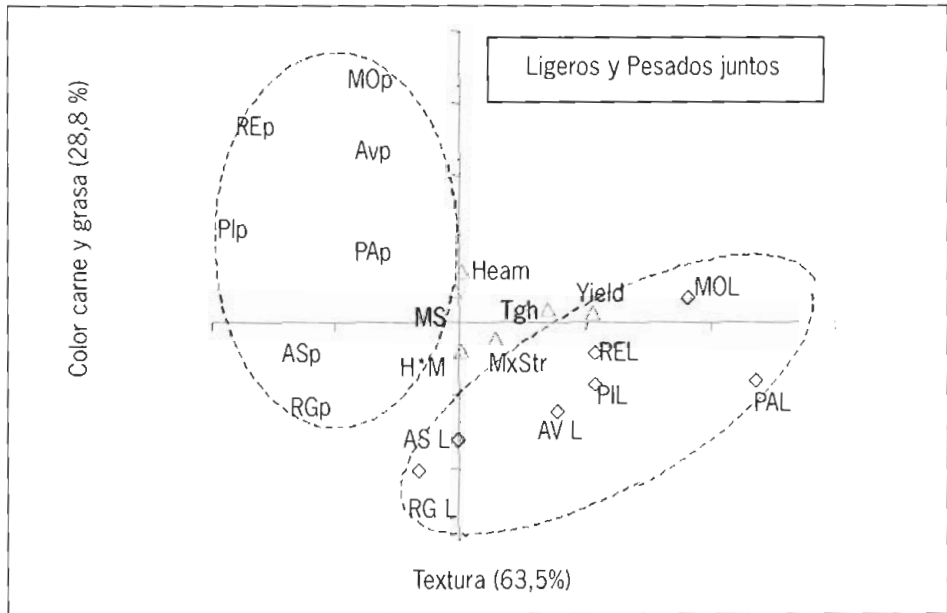 Ligeros y Pesados juntos
Color carne y grasa (28,8 %)
MOp
REp
Avp
PIp
PAp
Heam
MOL
Yield
Tgh
MS
ASp
H*M
MxStr
REL
PIL
PAL
RGp
AS L
AV L
RG L
Textura (63,5%)